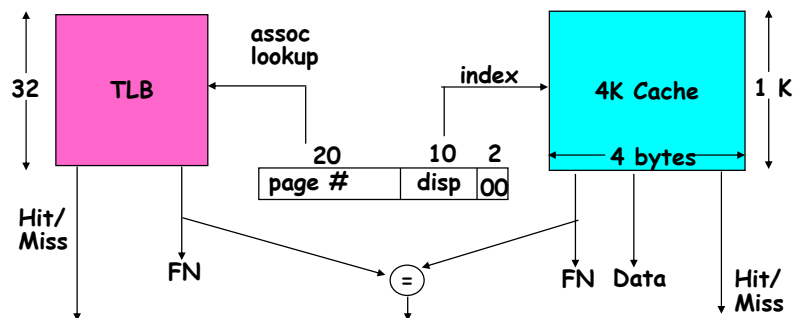 assoc
lookup
32
TLB
index
4K Cache
1 K
20
10
2
4 bytes
page #
disp
00
Hit/
Miss
FN
=
FN
Data
Hit/
Miss